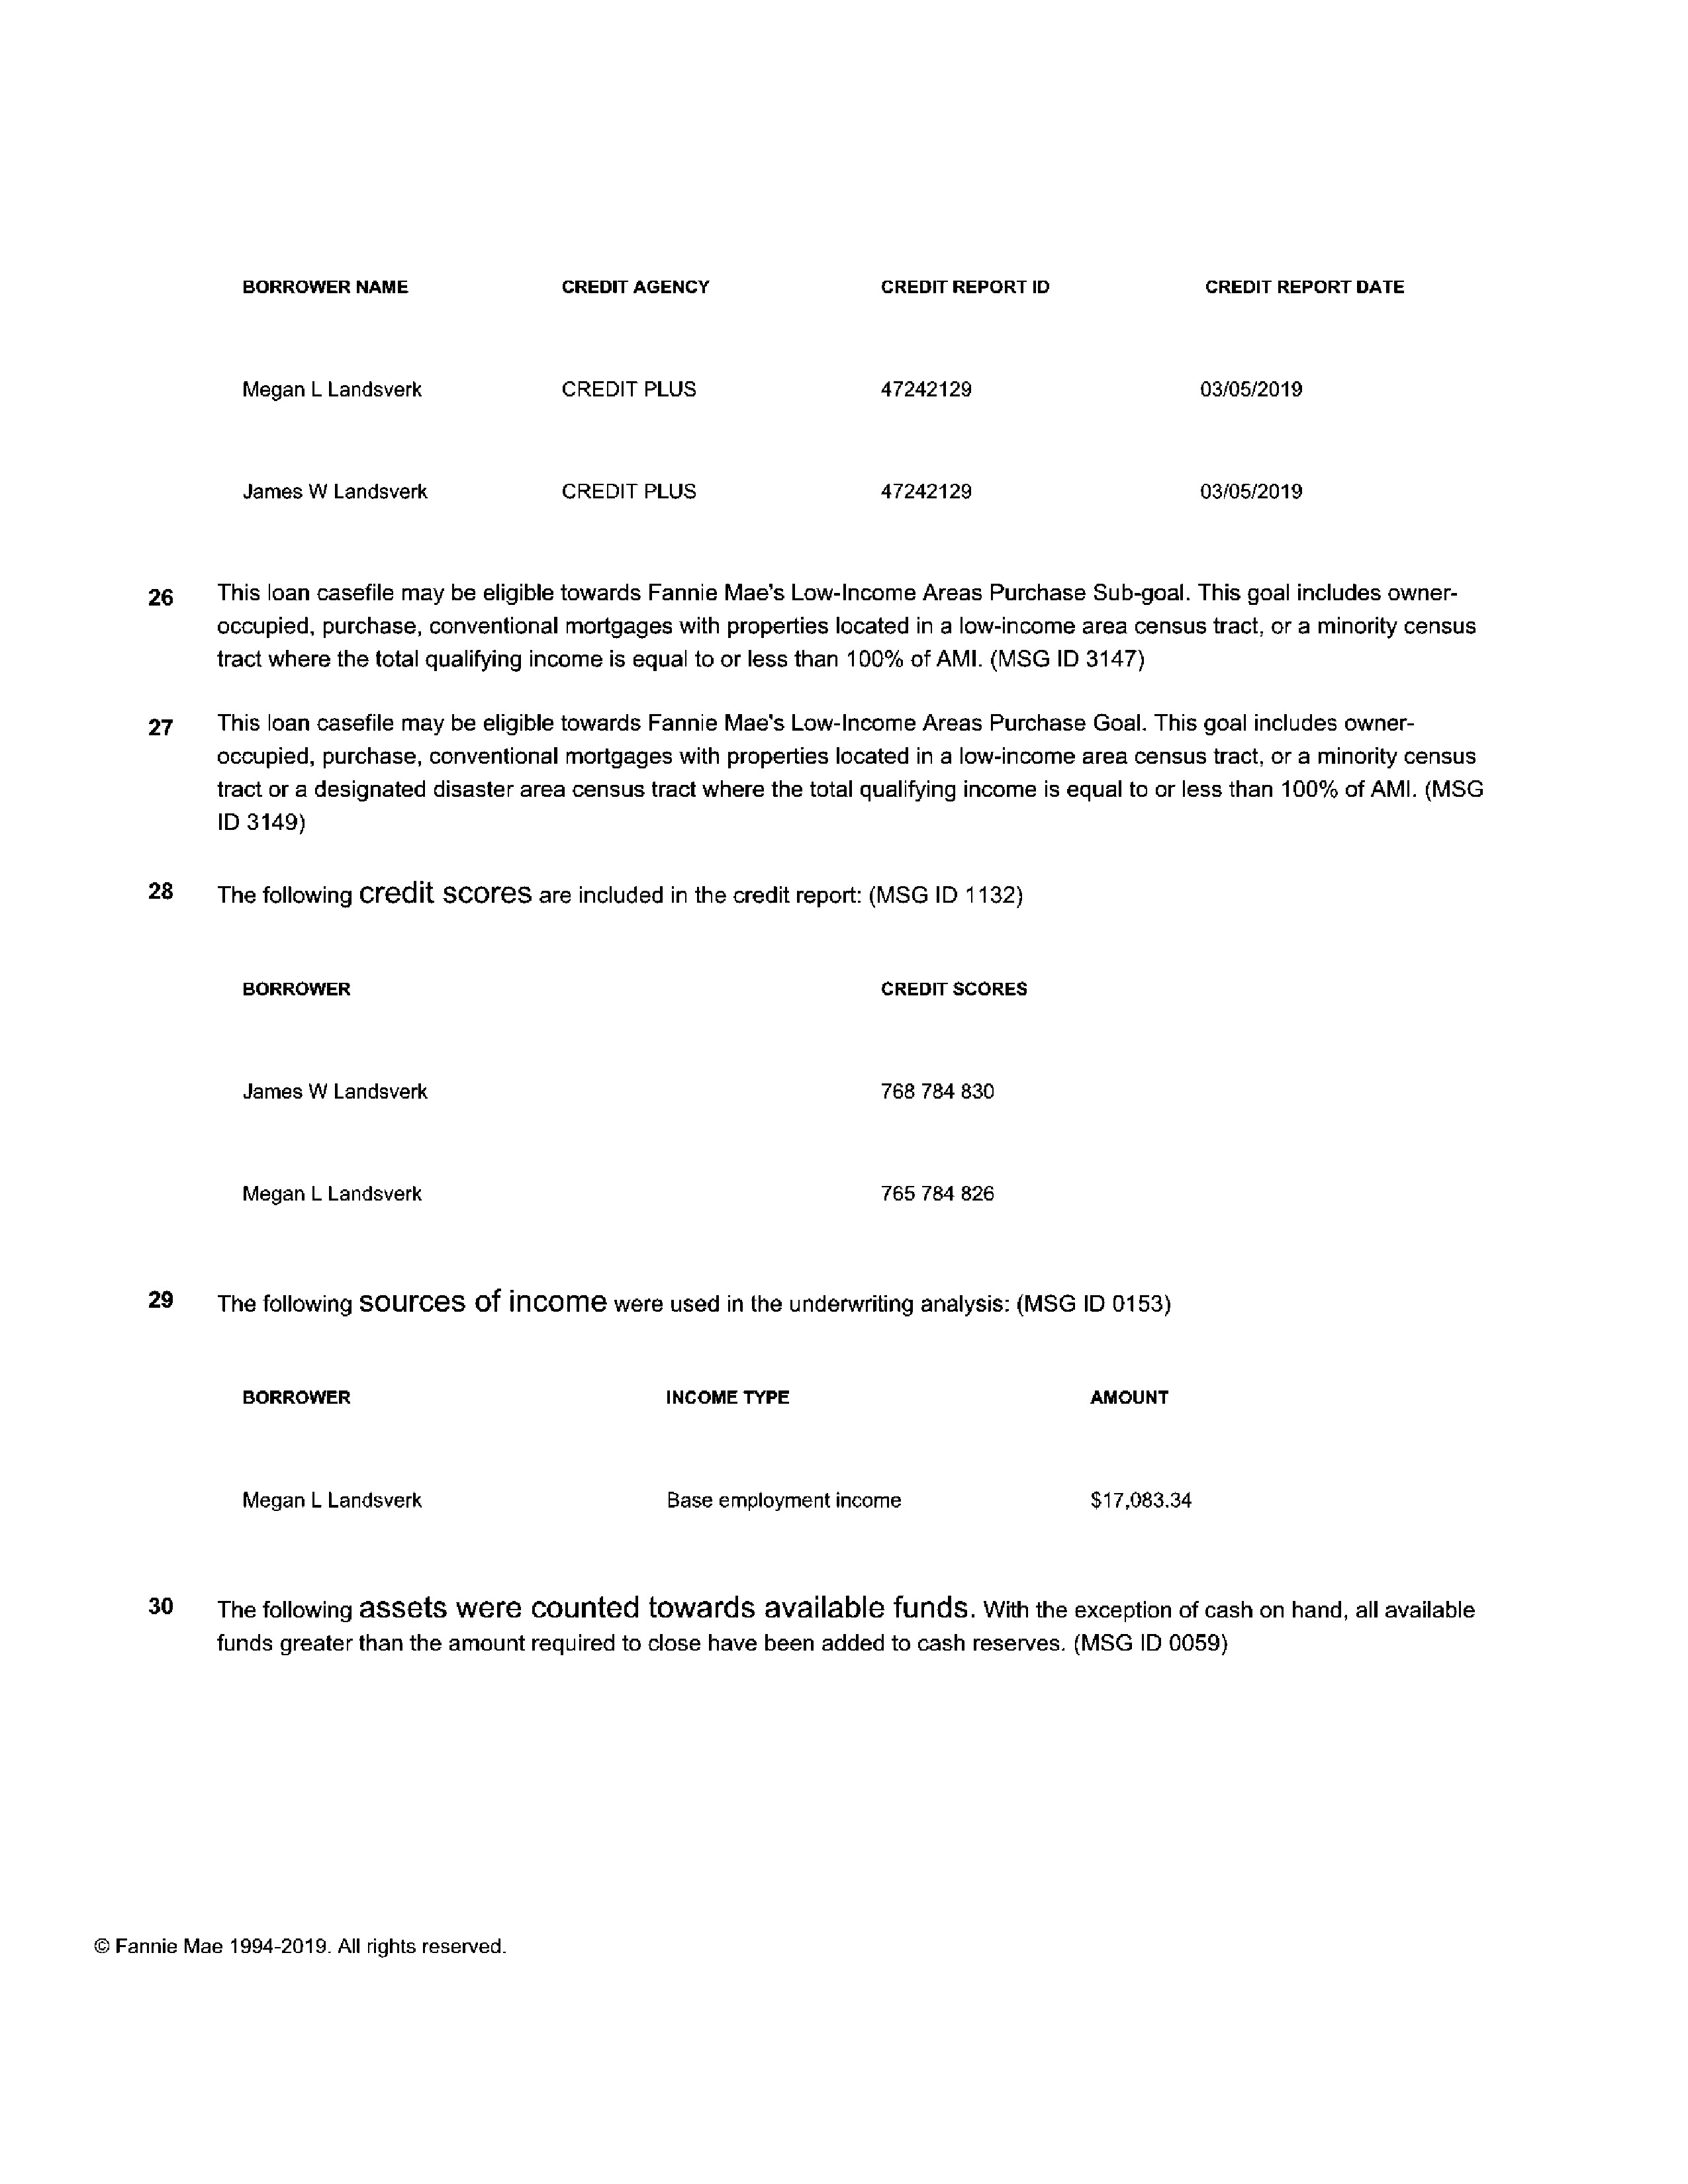 BORROWER NAME CREDIT AGENCY CREDIT REPORT ID CREDIT REPORT DATE
Megan L Landsverk CREDIT PLUS 47242129 03/05/2019
James W Landsverk CREDIT PLUS 47242129 03/05/2019
26 This loan casefile may be eligible towards Fannie Mae's Low-Income Areas Purchase Sub-goal. This goal includes owner-
occupied, purchase, conventional mortgages with properties located in a low-income area census tract, or a minority census
tract where the total qualifying income is equal to or less than 100% of AMI. (MSG ID 3147)
27 This loan casefile may be eligible towards Fannie Mae's Low-Income Areas Purchase Goal. This goal includes owner-
occupied, purchase, conventional mortgages with properties located in a low-income area census tract, or a minority census
tract or a designated disaster area census tract where the total qualifying income is equal to or less than 100% of AMI. (MSG
ID 3149)
28 The following credit scores are included in the credit report: (MSG ID 1132)
BORROWER CREDIT SCORES
James W Landsverk 768 784 830
Megan L Landsverk 765 784 826
29 The following sources of income were used in the underwriting analysis: (MSG ID 0153)
BORROWER INCOME TYPE AMOUNT
Megan L Landsverk Base employment income $17,083.34
30 The following assets were counted towards available funds. With the exception of cash on hand, all available
funds greater than the amount required to close have been added to cash reserves. (MSG ID 0059)
© Fannie Mae 1994-2019. All rights reserved.